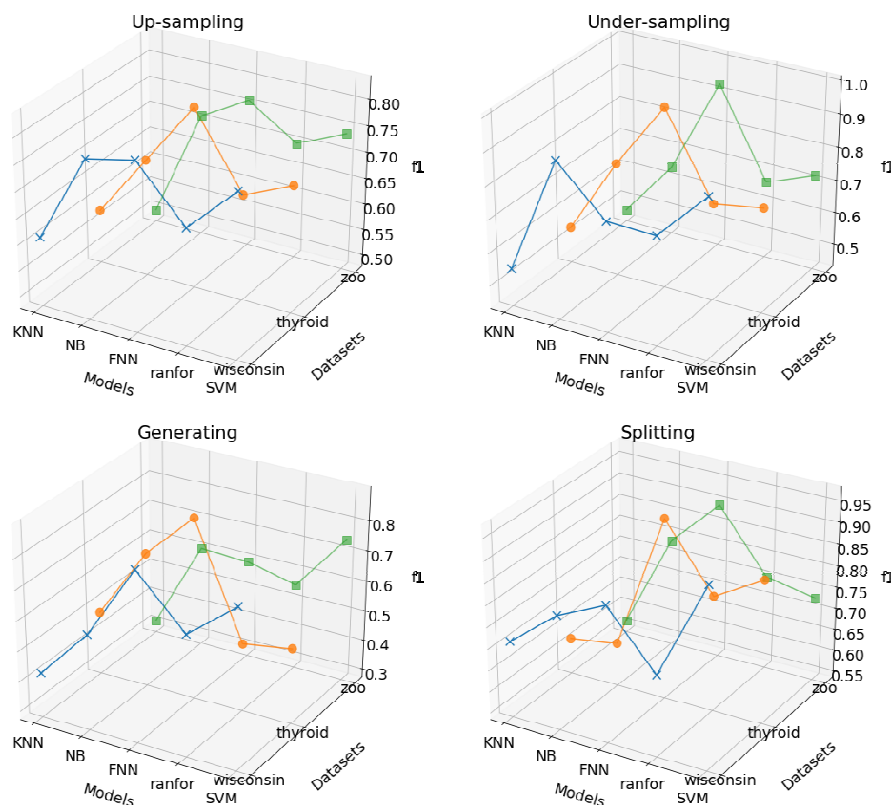 Up-sampling
0.80
0.75
0.70
0.65
0.60
0.55
0.50
f1
zoo
thyroid
wisconsin
Datasets
KNN
NB
FNN
ranfor
SVM
Models
Under-sampling
1.0
0.9
0.8
0.7
0.6
0.5
f1
zoo
thyroid
wisconsin
Datasets
KNN
NB
FNN
ranfor
SVM
Models
Generating
0.8
0.7
0.6
0.5
0.4
0.3
f1
zoo
thyroid
wisconsin
Datasets
KNN
NB
FNN
ranfor
SVM
Models
Splitting
0.95
0.90
0.85
0.80
0.75
0.70
0.65
0.60
0.55
f1
zoo
thyroid
wisconsin
Datasets
KNN
NB
FNN
ranfor
SVM
Models